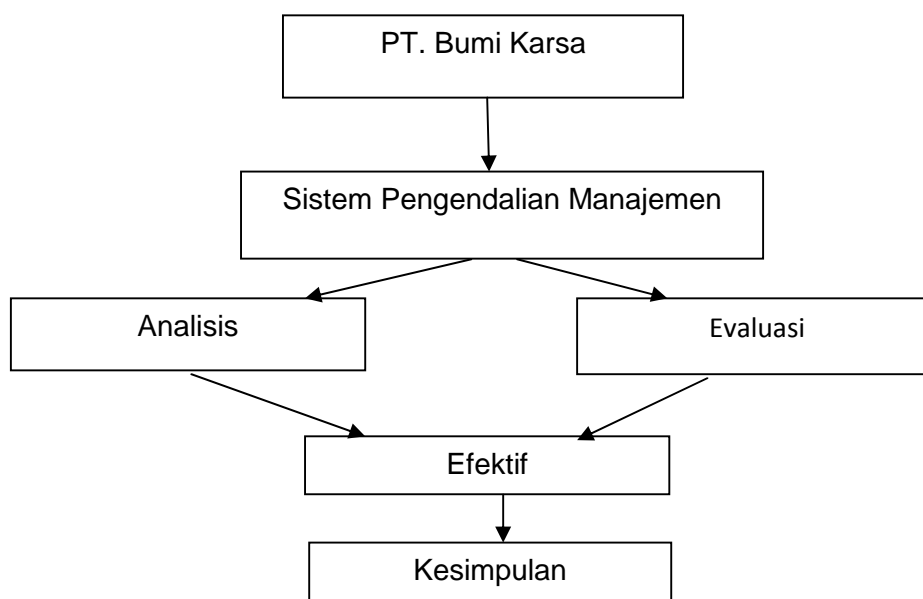 PT. Bumi Karsa
Sistem Pengendalian Manajemen
Analisis
Evaluasi
Efektif
Kesimpulan